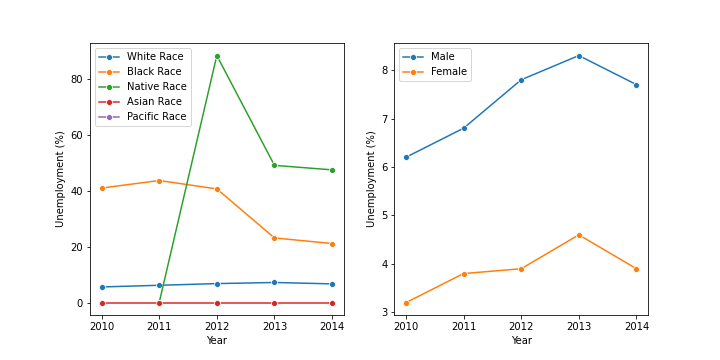 White Race
Black Race
Native Race
Asian Race
Pacific Race
80
60
40
20
0
Unemployment (%)
2010 2011 2012 2013 2014
Year
Male
Female
8
7
6
5
4
3
Unemployment (%)
2010 2011 2012 2013 2014
Year